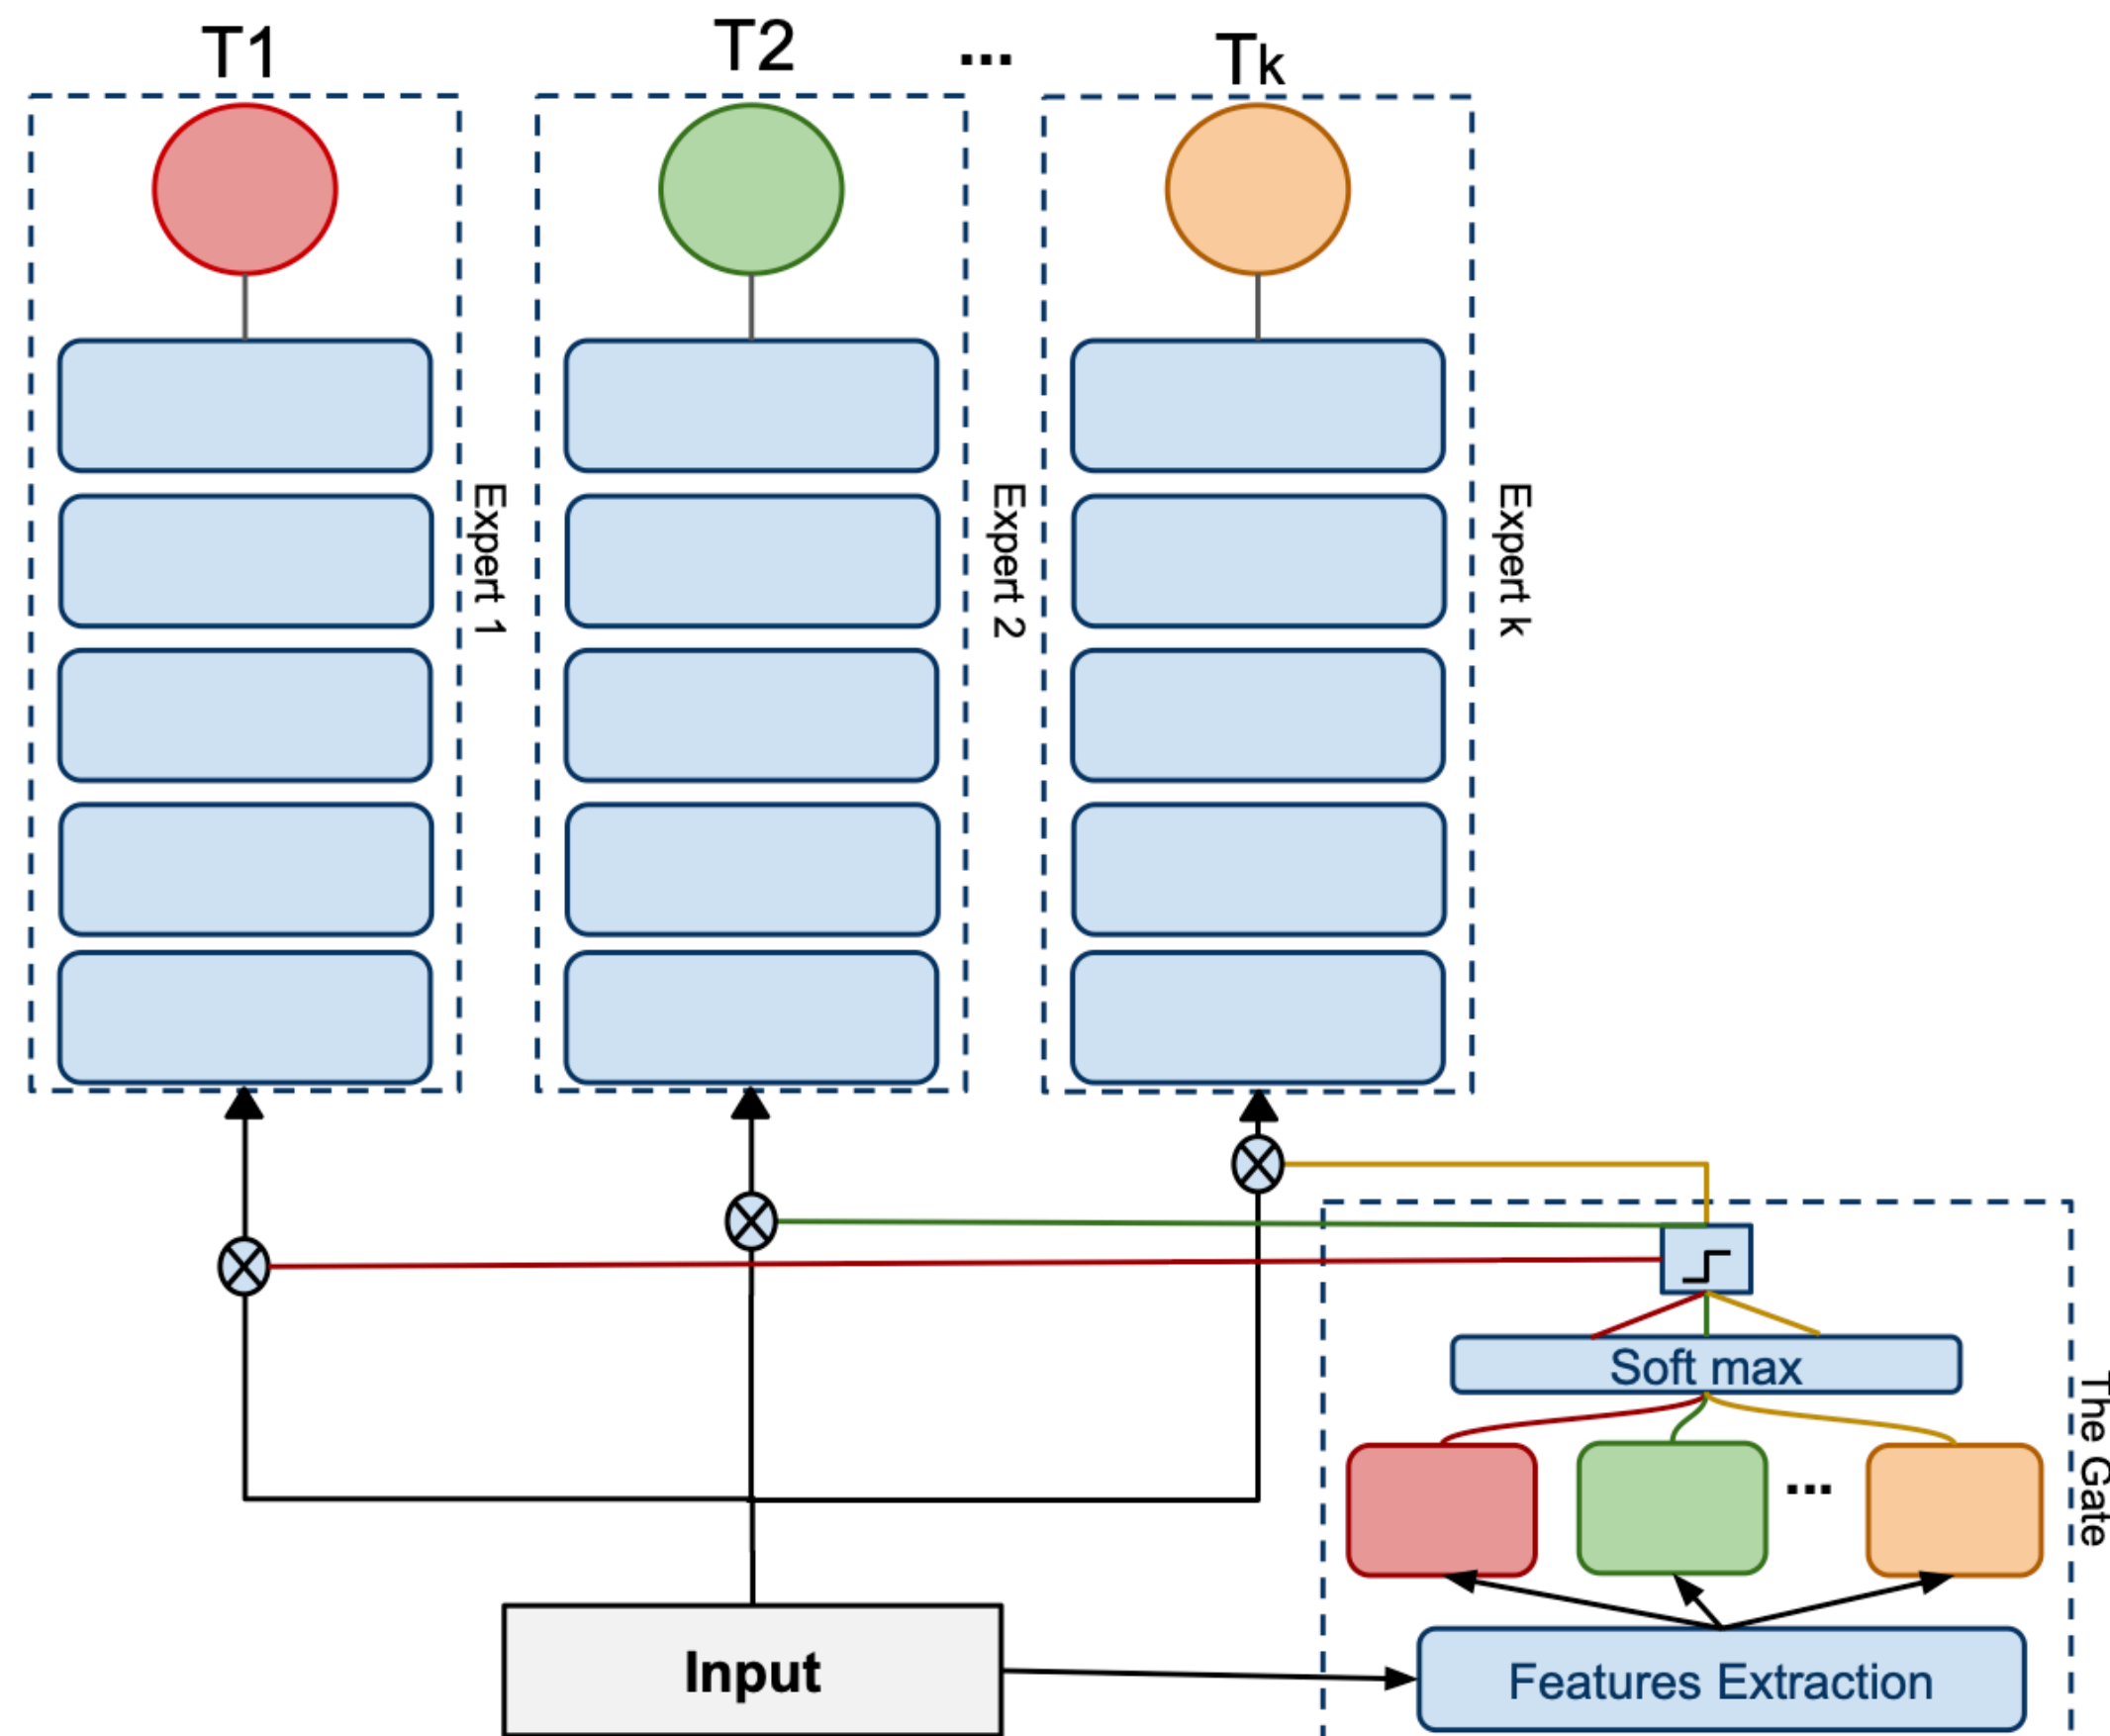 T1
T2
...
Tk
Expert 1
Expert 2
Expert k
Soft max
...
The Gate
Input
Features Extraction